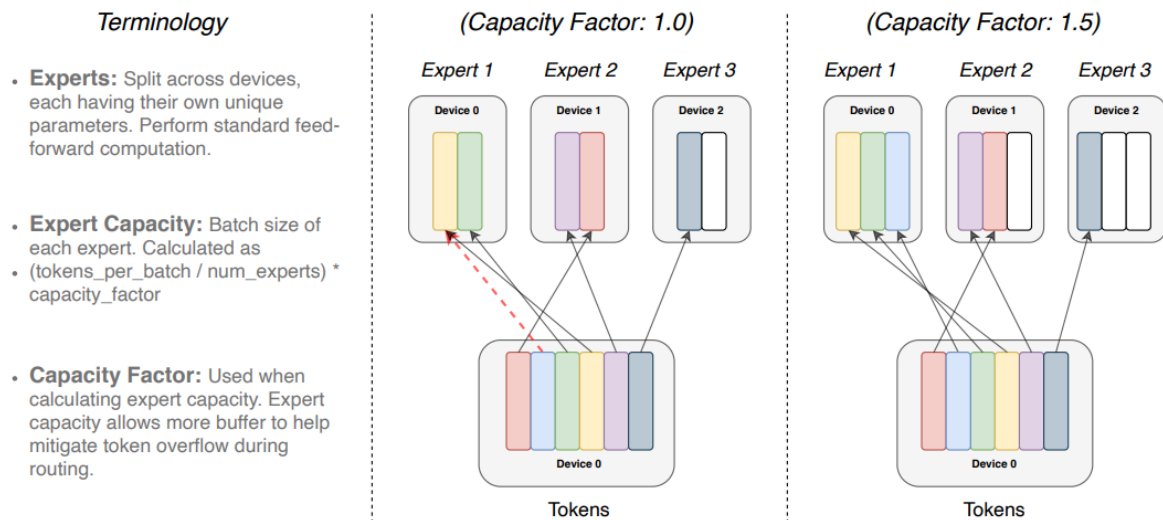 Terminology
• Experts: Split across devices,
each having their own unique
parameters. Perform standard feed-
forward computation.
• Expert Capacity: Batch size of
each expert. Calculated as
• (tokens_per_batch / num_experts) *
capacity_factor
• Capacity Factor: Used when
calculating expert capacity. Expert
capacity allows more buffer to help
mitigate token overflow during
routing.
(Capacity Factor: 1.0)
Expert 1 Expert 2 Expert 3
Device 0 Device 1 Device 2
Device 0
Tokens
(Capacity Factor: 1.5)
Expert 1 Expert 2 Expert 3
Device 0 Device 1 Device 2
Device 0
Tokens